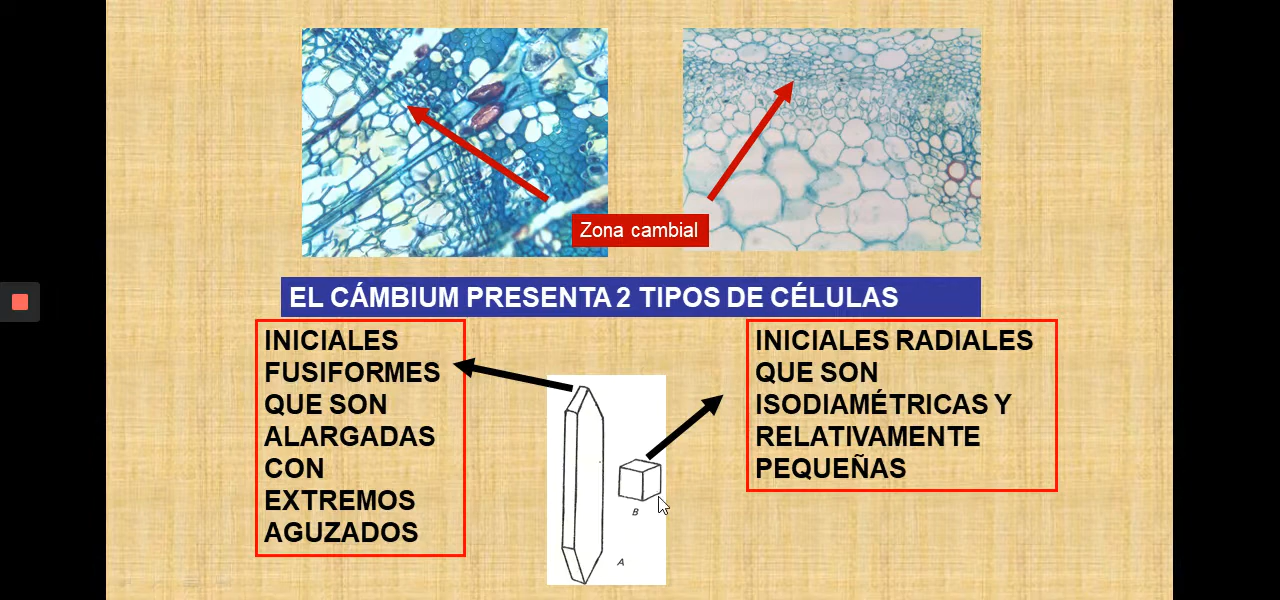 Zona cambial
EL CÁMBIUM PRESENTA 2 TIPOS DE CÉLULAS
INICIALES
FUSIFORMES
QUE SON
ALARGADAS
CON
EXTREMOS
AGUZADOS
INICIALES RADIALES
QUE SON
ISODIAMÉTRICAS Y
RELATIVAMENTE
PEQUEÑAS
B
A